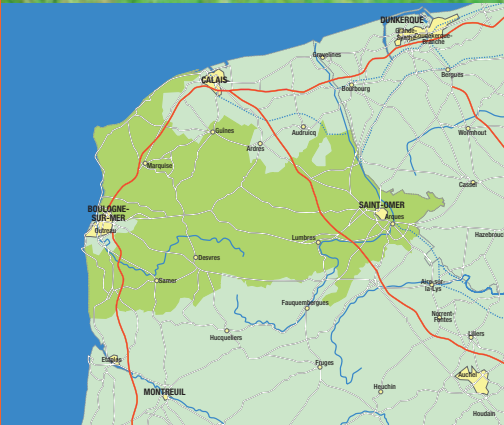 DUNKERQUE
Grande-
Synthe
Coudekerque-
Branche
Gravelines
CALAIS
Bergues
Bourbourg
Guînes
Audruicq
Wormhout
Ardres
Marquise
Cassel
SAINT-OMER
BOULOGNE-
SUR-MER
Arques
Outreau
Lumbres
Hazebrouc
Desvres
Samer
Aire-sur-
la-Lys
Fauquembergues
Norrent-
Fontes
Hucqueliers
Lillers
Etaples
Fruges
Auchel
Heuchin
MONTREUIL
Houdain